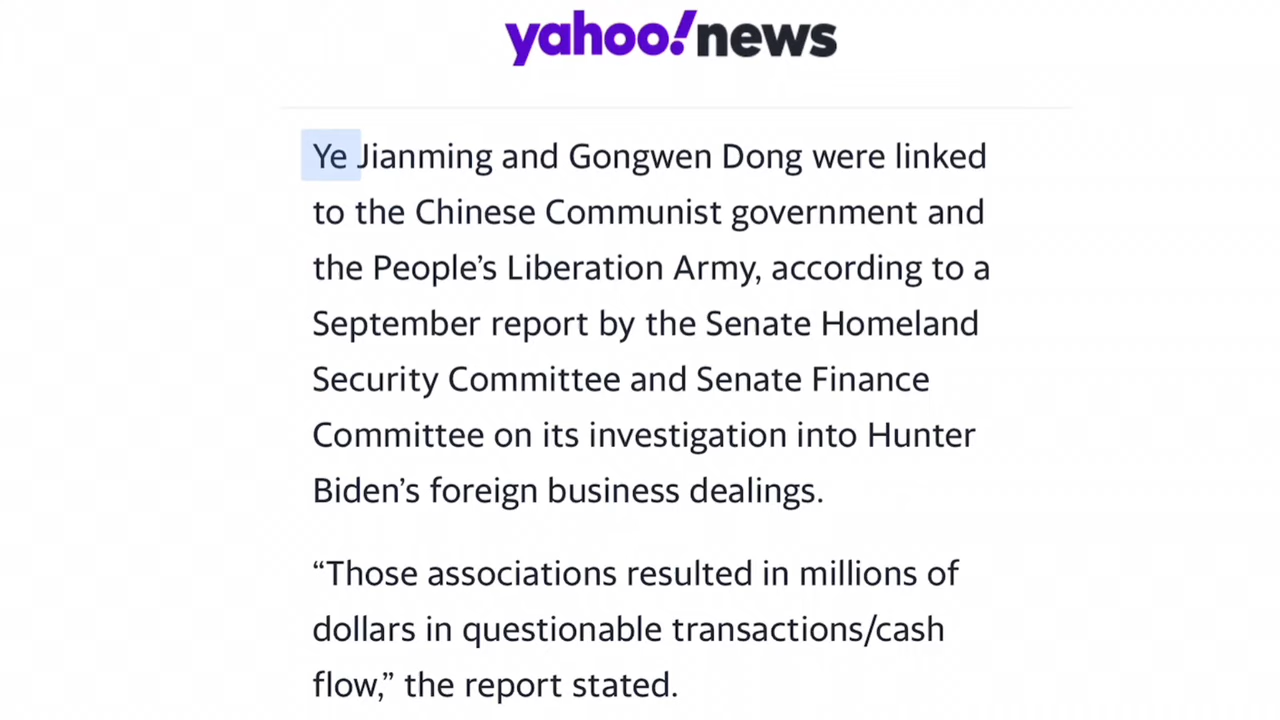 yahoo!news
Ye Jianming and Gongwen Dong were linked
to the Chinese Communist government and
the People’s Liberation Army, according to a
September report by the Senate Homeland
Security Committee and Senate Finance
Committee on its investigation into Hunter
Biden’s foreign business dealings.
“Those associations resulted in millions of
dollars in questionable transactions/cash
flow,” the report stated.